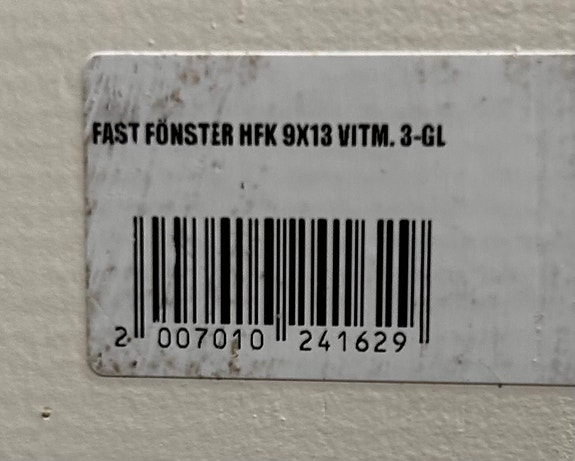 FAST FÖNSTER HFK 9X13 VITM. 3-GL
2 007010 241629